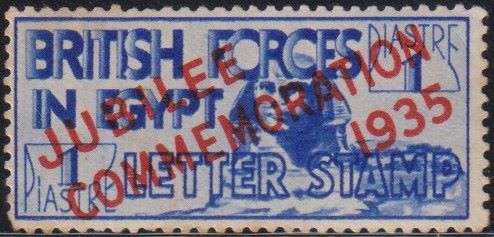 BRITISH FORCES
IN EGYPT
PIASTRE
1
JUBILEE
COMMEMORATION
1935
1
PIASTRE
LETTER STAMP